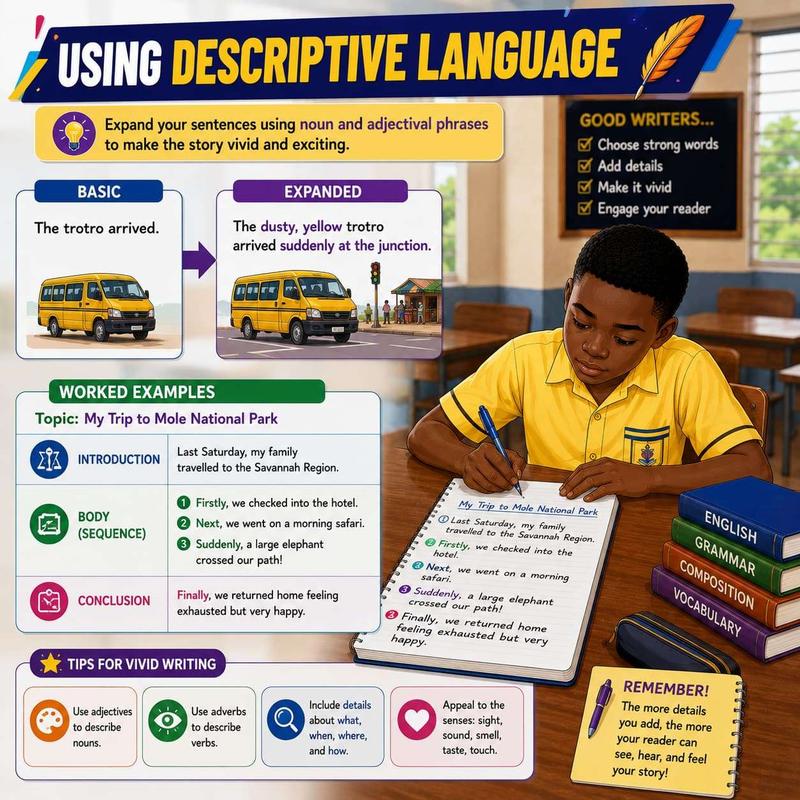 USING DESCRIPTIVE LANGUAGE
Expand your sentences using noun and adjectival phrases
to make the story vivid and exciting.
GOOD WRITERS...
Choose strong words
Add details
Make it vivid
Engage your reader
BASIC
The trotro arrived.
EXPANDED
The dusty, yellow trotro
arrived suddenly at the junction.
WORKED EXAMPLES
Topic: My Trip to Mole National Park
INTRODUCTION
Last Saturday, my family
travelled to the Savannah Region.
BODY
(SEQUENCE)
1 Firstly, we checked into the hotel.
2 Next, we went on a morning safari.
3 Suddenly, a large elephant
crossed our path!
CONCLUSION
Finally, we returned home feeling
exhausted but very happy.
My Trip to Mole National Park
1 Last Saturday, my family
travelled to the Savannah Region.
2 Firstly, we checked into the
hotel.
3 Next, we went on a morning
safari.
3 Suddenly, a large elephant
crossed our path!
3 Finally, we returned home
feeling exhausted but very
happy.
ENGLISH
GRAMMAR
COMPOSITION
VOCABULARY
TIPS FOR VIVID WRITING
Use adjectives
to describe
nouns.
Use adverbs
to describe
verbs.
Include details
about what,
when, where,
and how.
Appeal to the
senses: sight,
sound, smell,
taste, touch.
REMEMBER!
The more details
you add, the more
your reader can
see, hear, and feel
your story!